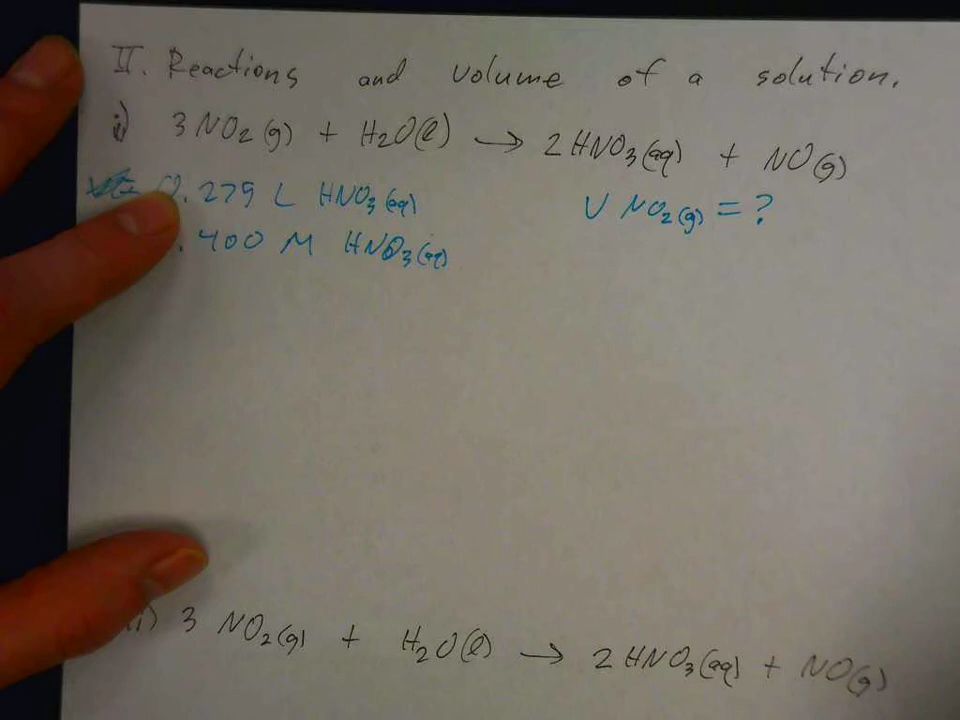 II. Reactions and volume of a solution.
i) 3 NO₂(g) + H₂O(l) → 2 HNO₃(aq) + NO(g)
0.279 L HNO₃(aq) V NO₂(g) = ?
.400 M HNO₃(aq)
i) 3 NO₂(g) + H₂O(l) → 2 HNO₃(aq) + NO(g)